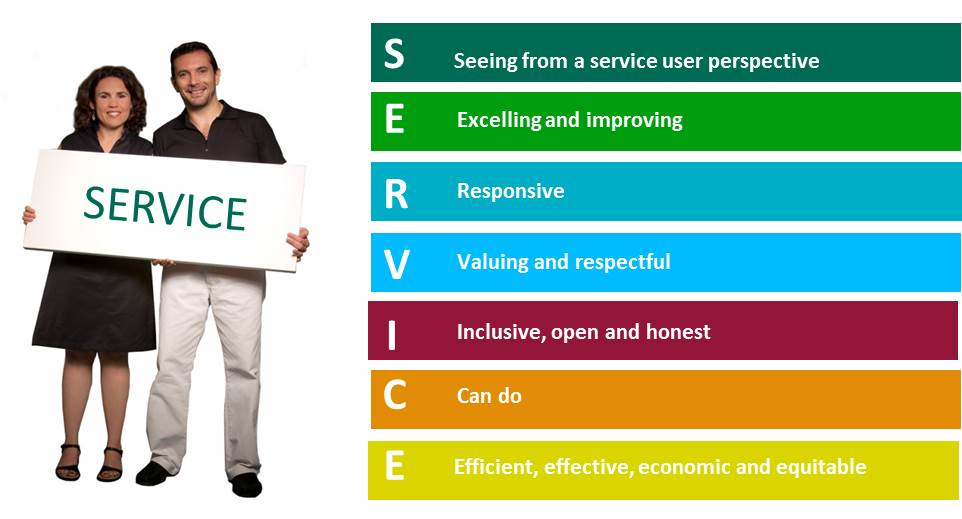 SERVICE
S Seeing from a service user perspective
E Excelling and improving
R Responsive
V Valuing and respectful
I Inclusive, open and honest
C Can do
E Efficient, effective, economic and equitable